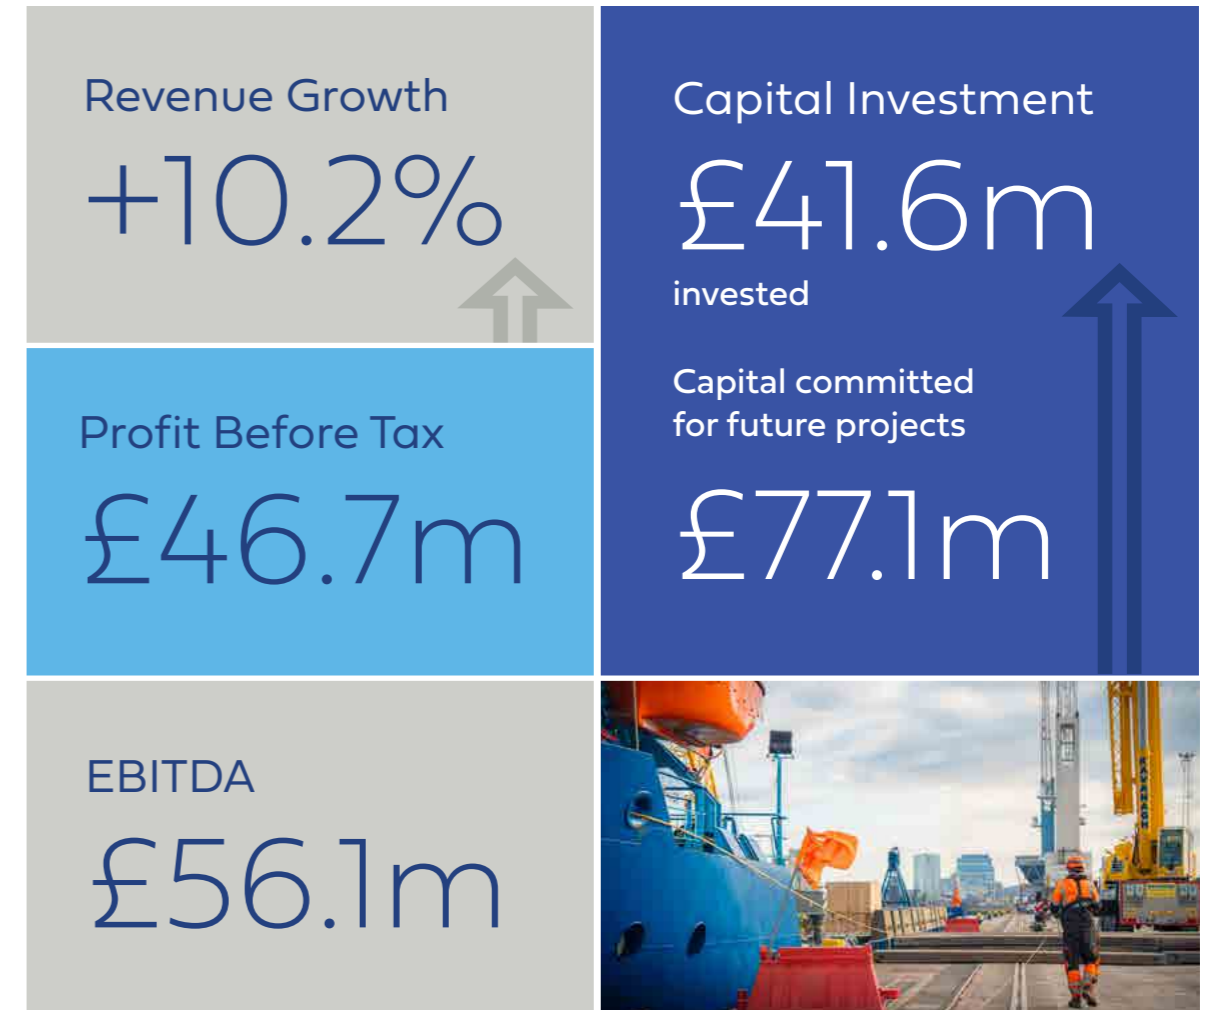 Revenue Growth
+10.2%
Profit Before Tax
£46.7m
EBITDA
£56.1m
Capital Investment
£41.6m
invested
Capital committed
for future projects
£77.1m
KAVANAGH